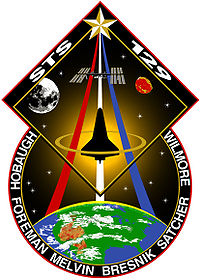 STS 129
HOBAUGH
WILMORE
FOREMAN MELVIN BRESNIK SATCHER